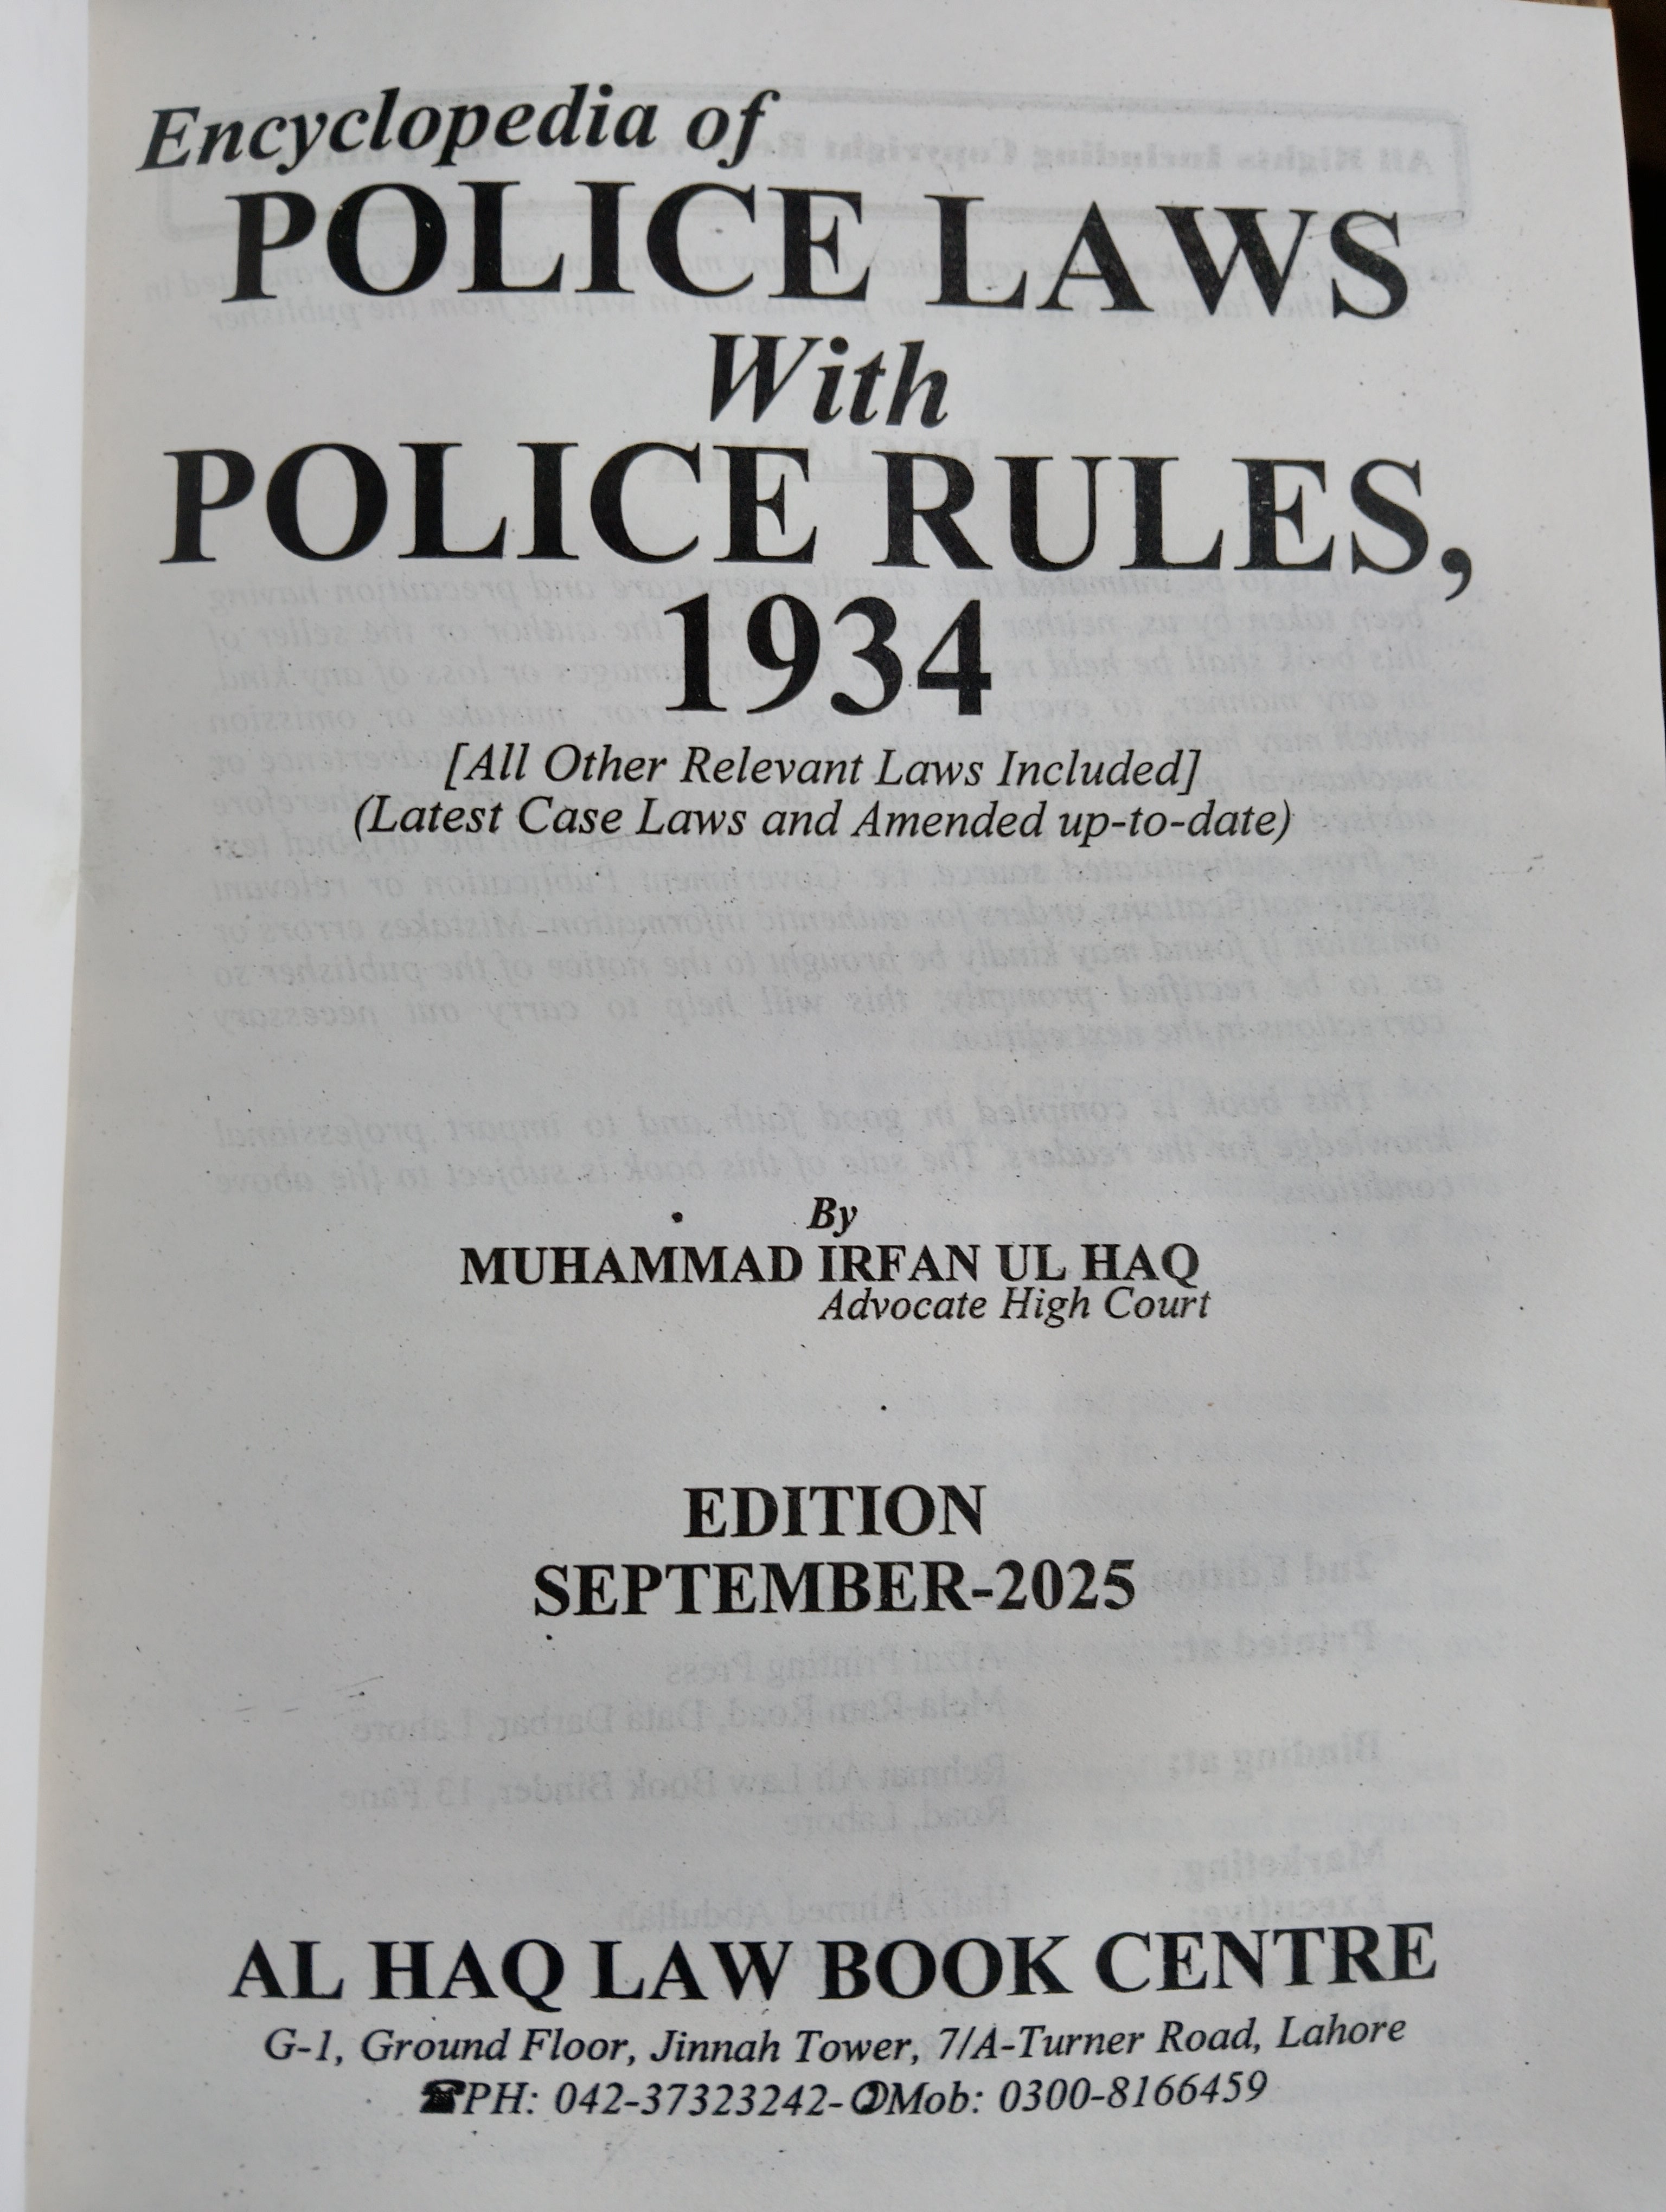 Encyclopedia of
POLICE LAWS
With
POLICE RULES,
1934
[All Other Relevant Laws Included]
(Latest Case Laws and Amended up-to-date)
By
MUHAMMAD IRFAN UL HAQ
Advocate High Court
EDITION
SEPTEMBER-2025
AL HAQ LAW BOOK CENTRE
G-1, Ground Floor, Jinnah Tower, 7/A-Turner Road, Lahore
☎PH: 042-37323242-✆Mob: 0300-8166459